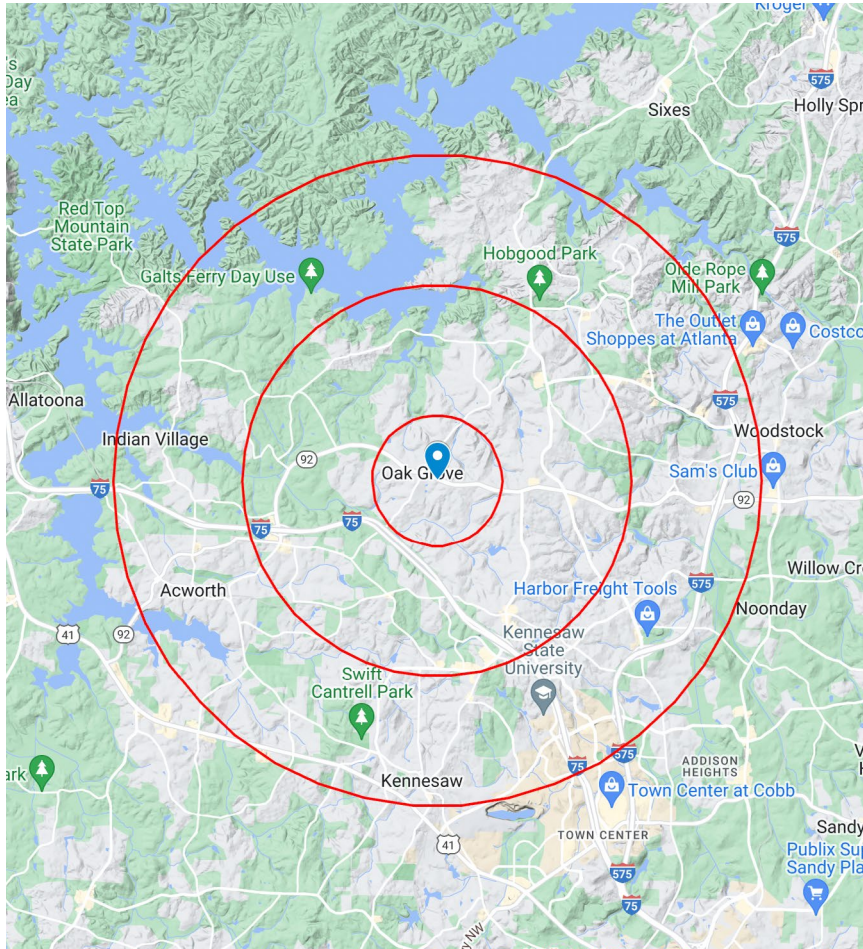 Kroger
's
Day
ea
575
Sixes
Holly Spr
Red Top
Mountain
State Park
575
Hobgood Park
Galts Ferry Day Use
Olde Rope
Mill Park
The Outlet
Shoppes at Atlanta
Costco
Allatoona
575
Indian Village
Woodstock
92
Oak Grove
Sam's Club
75
92
75
75
Willow Cr
Acworth
Harbor Freight Tools
575
Noonday
41
92
Kennesaw
State
University
Swift
Cantrell Park
575
75
ADDISON
HEIGHTS
ark
Kennesaw
Town Center at Cobb
TOWN CENTER
Sandy
41
Publix Sup
Sandy Pla
575
75
y NW